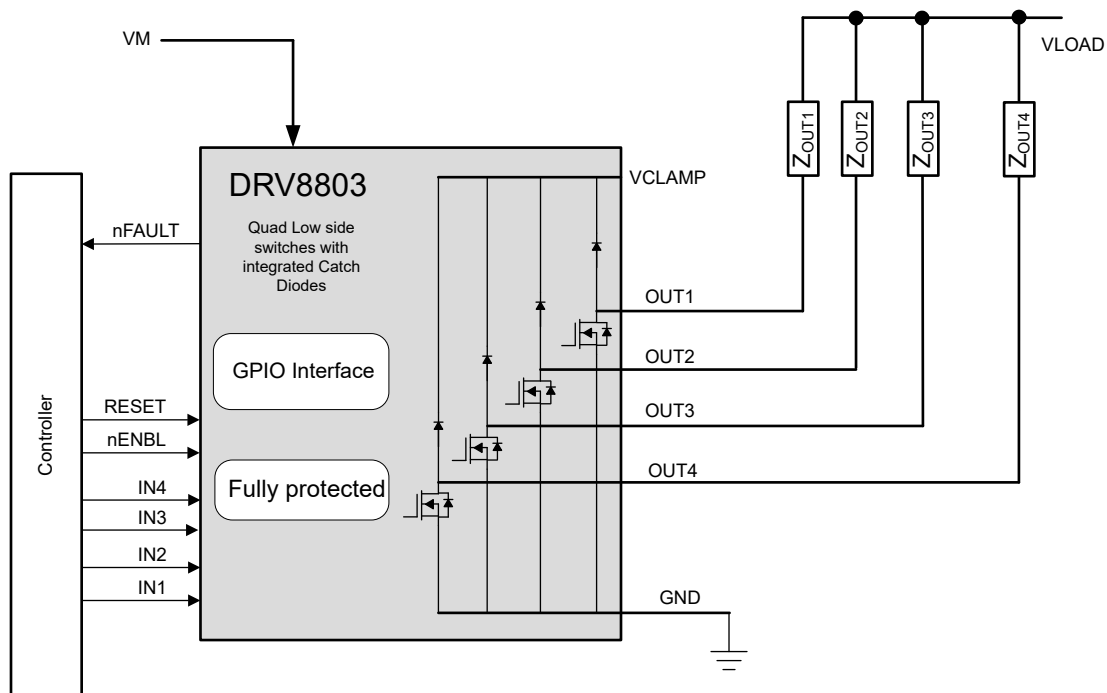 VM
VLOAD
ZOUT1
ZOUT2
ZOUT3
ZOUT4
DRV8803
Quad Low side
switches with
integrated Catch
Diodes
VCLAMP
nFAULT
OUT1
OUT2
OUT3
OUT4
GPIO Interface
Fully protected
Controller
RESET
nENBL
IN4
IN3
IN2
IN1
GND